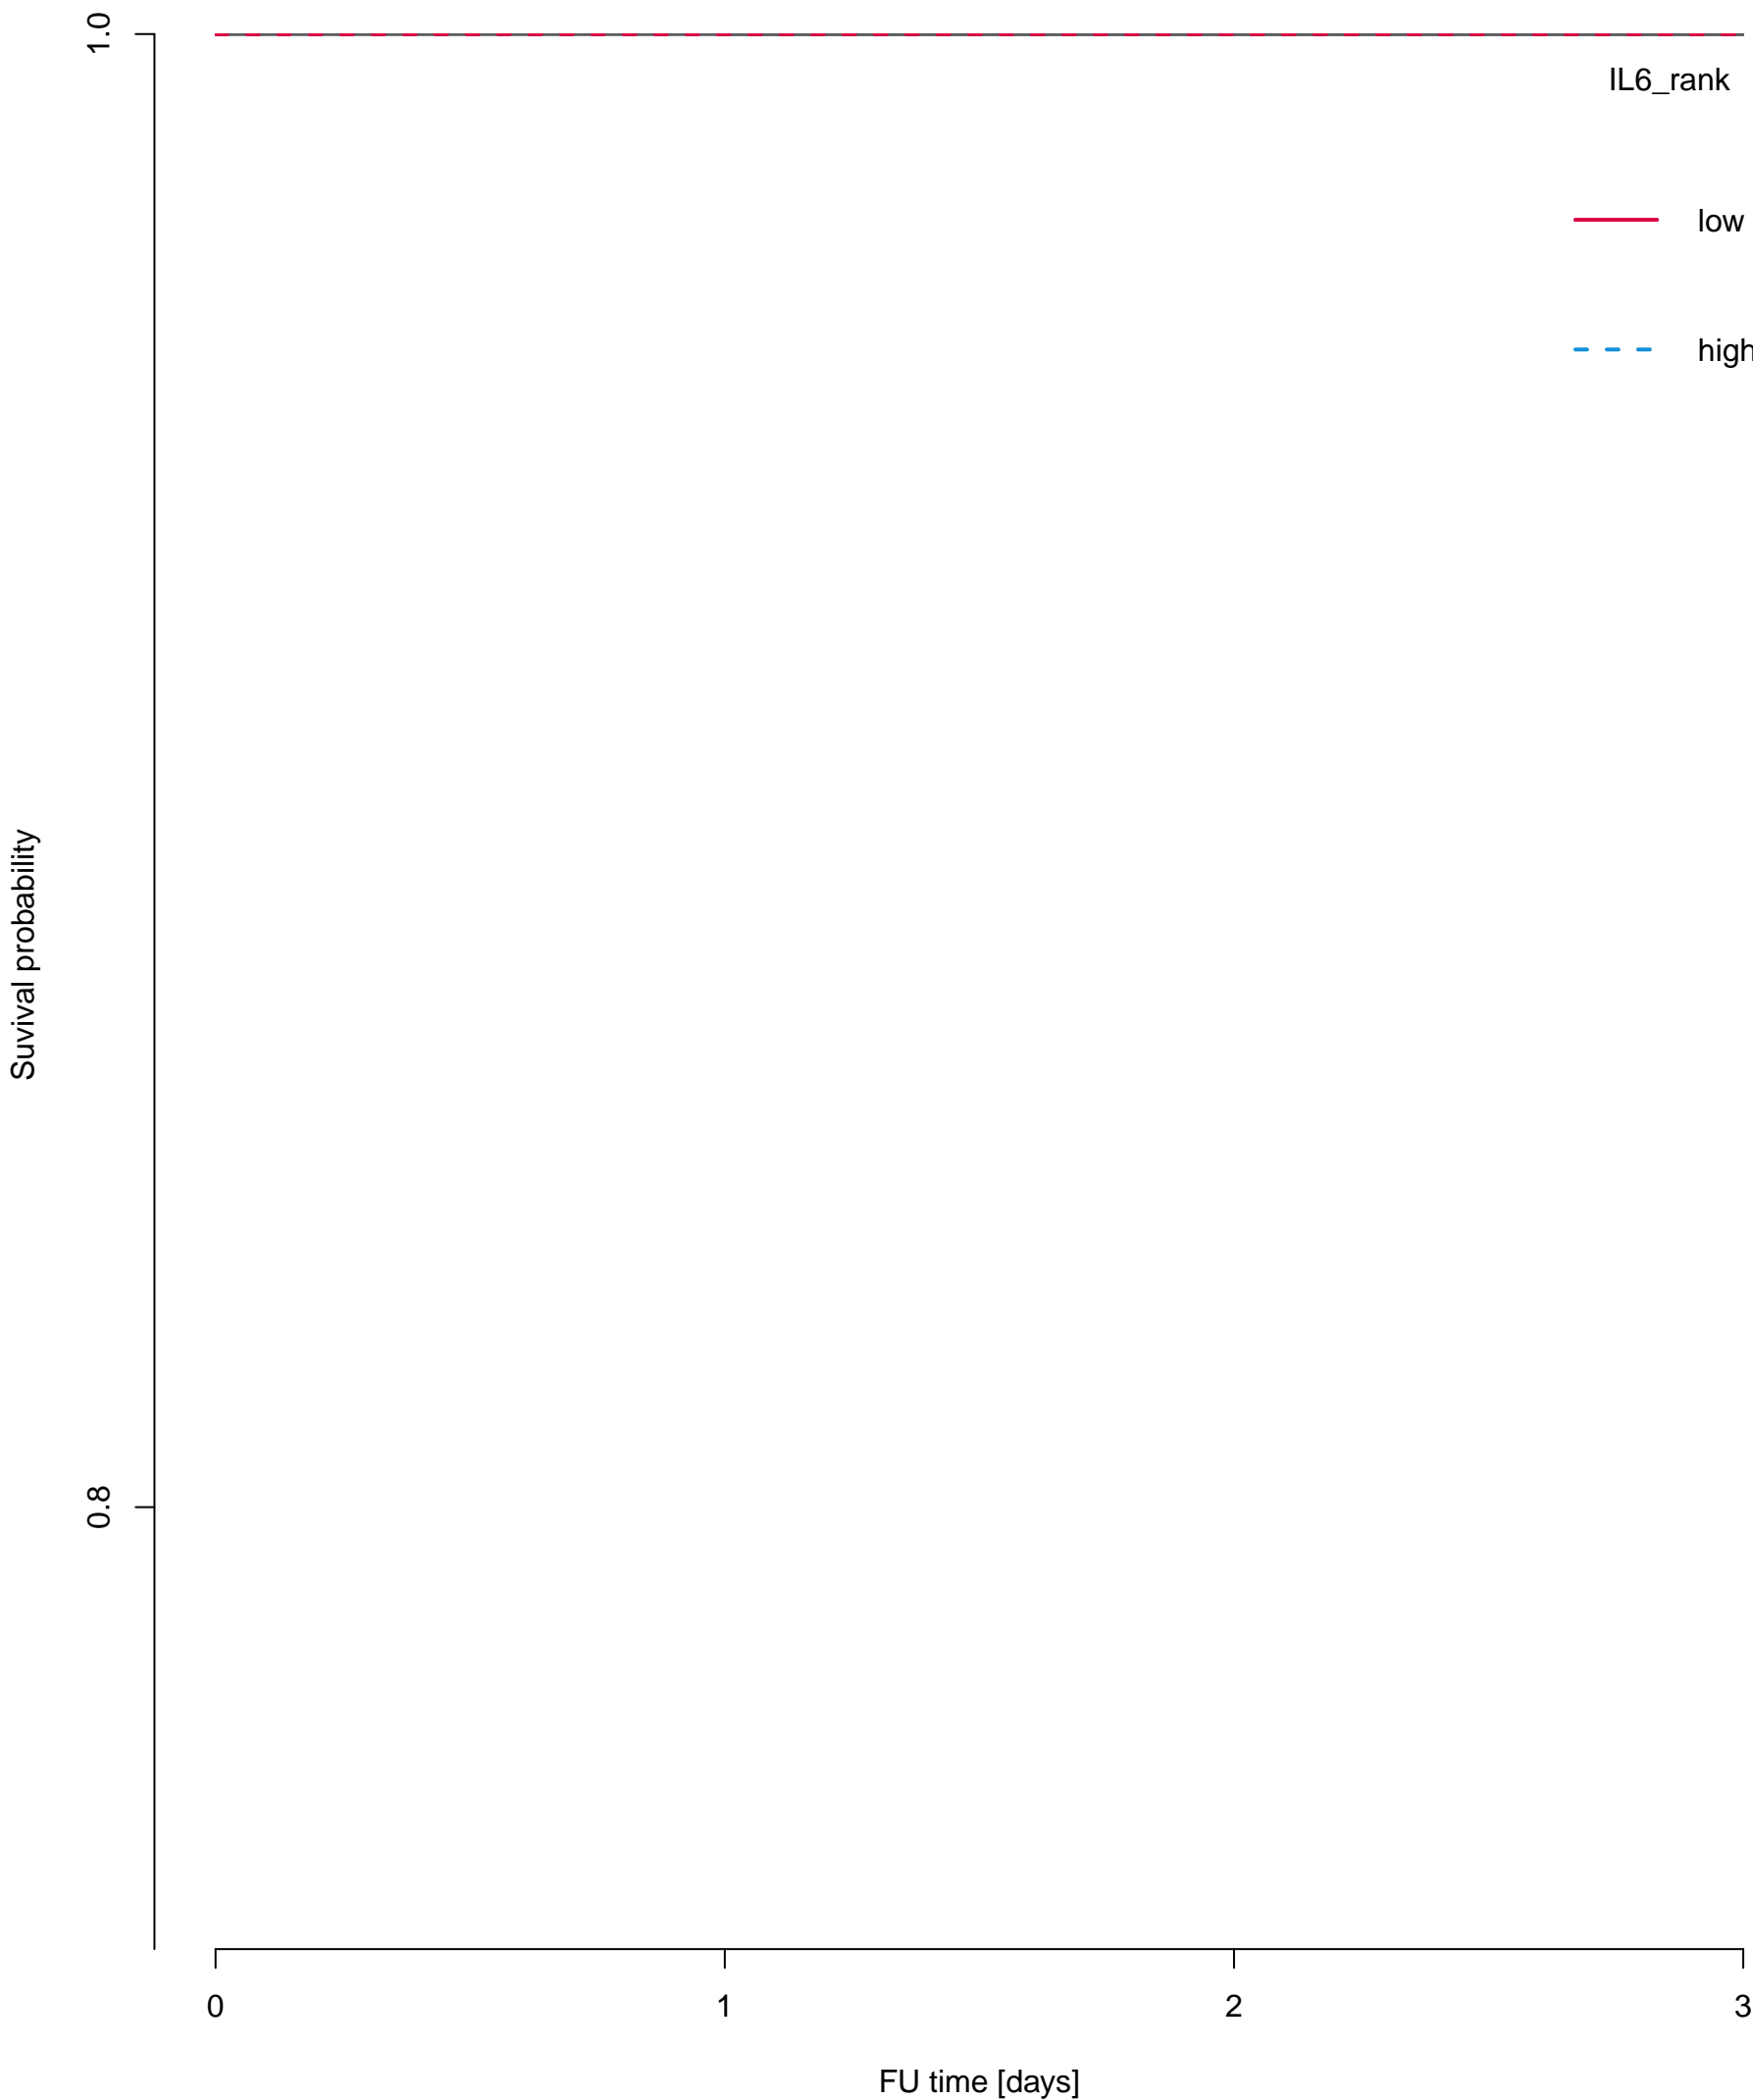 1.0
IL6_rank
low
high
Suvival probability
0.8
0 1 2 3
FU time [days]